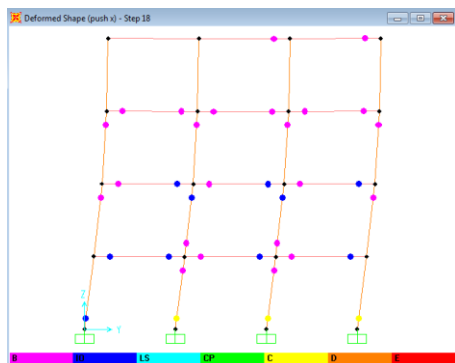 Deformed Shape (push x) - Step 18
Z
Y
B IO LS CP C D E